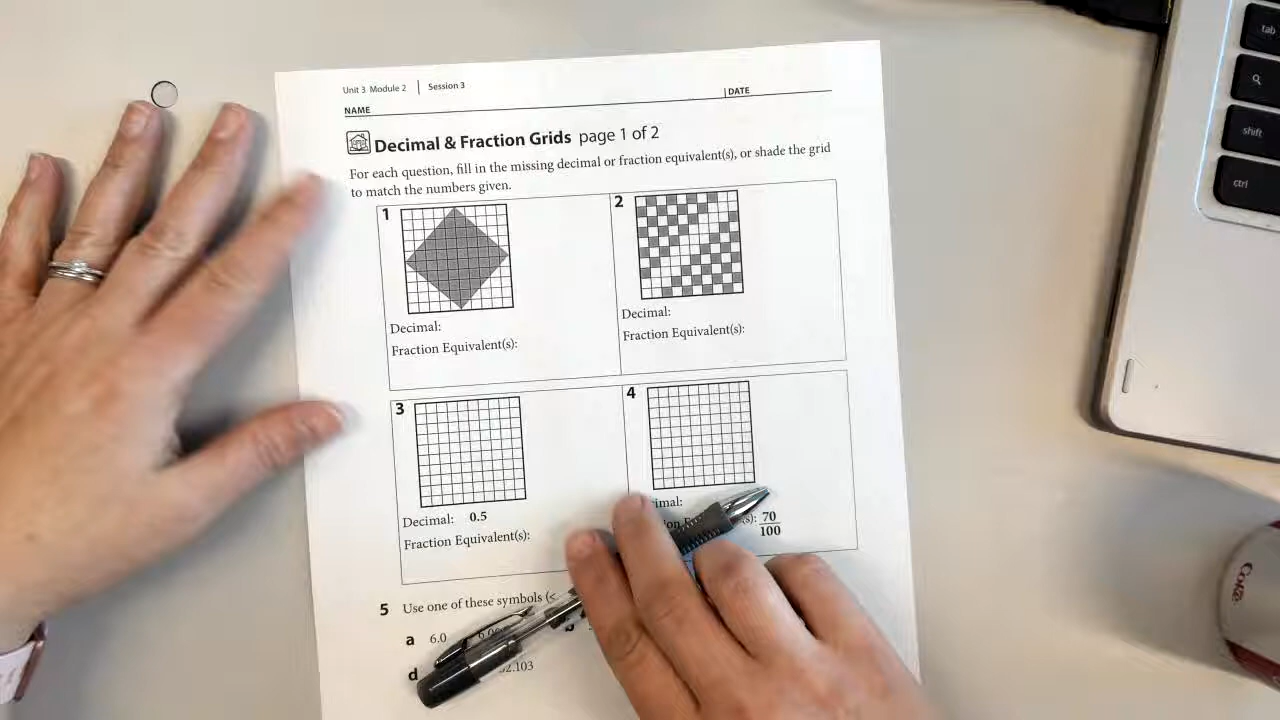 Unit 3 Module 2 | Session 3
NAME | DATE
Decimal & Fraction Grids page 1 of 2
For each question, fill in the missing decimal or fraction equivalent(s), or shade the grid
to match the numbers given.
1
Decimal:
Fraction Equivalent(s):
2
Decimal:
Fraction Equivalent(s):
3
Decimal: 0.5
Fraction Equivalent(s):
4
70
100
5 Use one of these symbols (<
a 6.0
d
tab
shift
ctrl
Coke